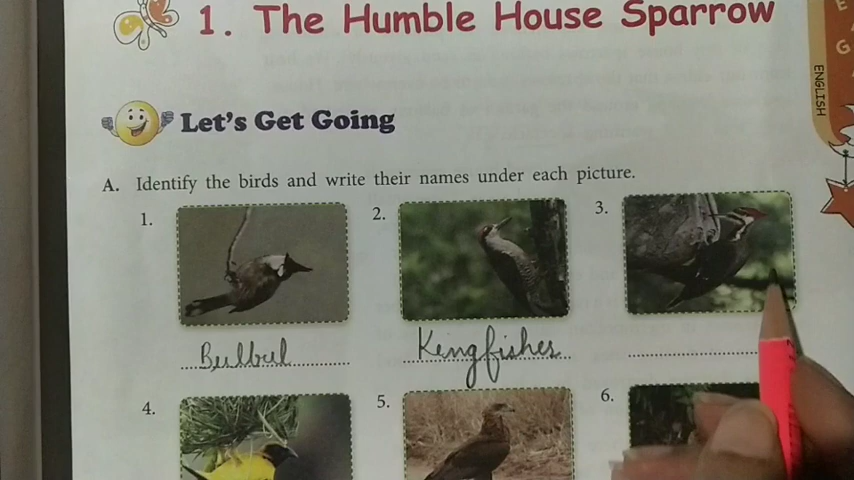 1. The Humble House Sparrow
ENGLISH
Let's Get Going
A. Identify the birds and write their names under each picture.
1. 2. 3.
Bulbul Kingfisher
4. 5. 6.